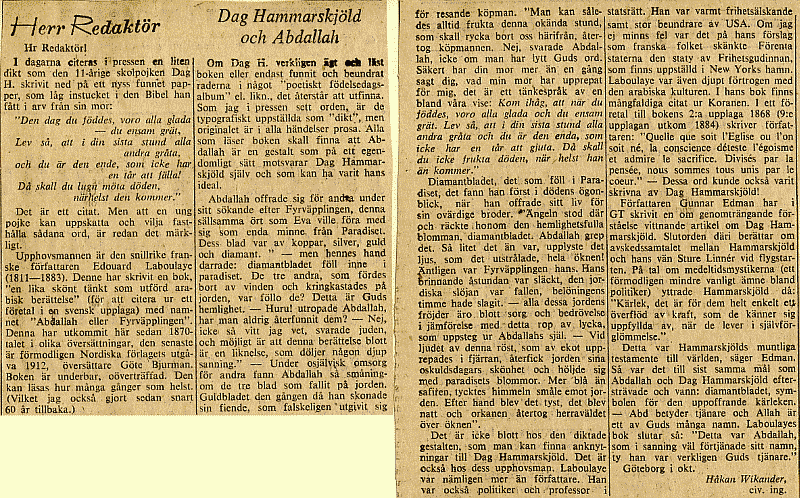 Herr Redaktör
Hr Redaktör!
I dagarna citeras i pressen en liten
dikt som den 11-årige skolpojken Dag
H. skrivit ned på ett nyss funnet pap-
per, som låg instucket i den Bibel han
fått i arv från sin mor:
"Den dag du föddes, voro alla glada
— du ensam grät,
Lev så, att i din sista stund alla
andra gråta,
och du är den ende, som icke har
en tår att fälla!
Då skall du lugn möta döden,
närhelst den kommer."
Det är ett citat. Men att en ung
pojke kan uppskatta och vilja fast-
hålla sådana ord, är redan det märk-
ligt.
Upphovsmannen är den snillrike fran-
ske författaren Edouard Laboulaye
(1811—1883). Denne har skrivit en bok,
"en lika skönt tänkt som utförd arab-
isk berättelse" (för att citera ur ett
företal i en svensk upplaga) med nam-
net "Abdallah eller Fyrväpplingen".
Denna har utkommit här sedan 1870-
talet i olika översättningar, den senaste
är förmodligen Nordiska förlagets utgå-
va 1912, översättare Göte Bjurman.
Boken är underbar, oöverträffad. Den
kan läsas hur många gånger som helst.
(Vilket jag också gjort sedan snart
60 år tillbaka.)
Dag Hammarskjöld
och Abdallah
Om Dag H. verkligen ägt och läst
boken eller endast funnit och beundrat
raderna i något "poetiskt födelsedags-
album" el. likn., det återstår att utfinna.
Som jag i pressen sett orden, är de
typografiskt uppställda som "dikt", men
originalet är i alla händelser prosa. Alla
som läser boken skall finna att Ab-
dallah är en gestalt som på ett egen-
domligt sätt motsvarar Dag Hammar-
skjöld själv och som kan ha varit hans
ideal.
Abdallah offrade sig för andra under
sitt sökande efter Fyrväpplingen, denna
sällsamma ört som Eva ville föra med
sig som enda minne från Paradiset.
Dess blad var av koppar, silver, guld
och diamant. " — men hennes hand
darrade: diamantbladet föll inne i
paradiset. De tre andra, som fördes
bort av vinden och kringkastades på
jorden, var föllo de? Detta är Guds
hemlighet. — Huru! utropade Abdallah,
har man aldrig återfunnit dem? — Nej,
icke så vitt jag vet, svarade juden,
och möjligt är att denna berättelse blott
är en liknelse, som döljer någon djup
sanning." — Under osjälvisk omsorg
för andra finner Abdallah så småning-
om de tre blad som fallit på jorden.
Guldbladet den gången då han skonade
sin fiende, som falskeligen utgivit sig
för resande köpman. "Man kan såle-
des alltid frukta denna okända stund,
som skall rycka bort oss härifrån, åter-
tog köpmannen. Nej, svarade Abdal-
lah, icke om man har lytt Guds ord.
Säkert har din mor mer än en gång
sagt dig, vad min mor har upprepat
för mig, det är ett tänkespråk av en
bland våra vise: Kom ihåg, att när du
föddes, voro alla glada och du ensam
grät. Lev så, att i din sista stund alla
andra gråta och du är den ende, som
icke har en tår att gjuta. Då skall
du icke frukta döden, när helst han
än kommer."
Diamantbladet, det som föll i Para-
diset, det fann han först i dödens ögon-
blick, när han offrade sitt liv för
sin ovärdige broder. "Ängeln stod där
och räckte honom den hemlighetsfulla
blomman, diamantbladet. Abdallah grep
det. Så litet det än var, upplyste det
ljus, som det utstrålade, hela öknen!
Äntligen var Fyrväpplingen hans. Hans
brinnande åstundan var släckt, den jor-
diska slöjan var fallen, belöningens
timme hade slagit. — alla dessa jordens
fröjder äro blott sorg och bedrövelse
i jämförelse med detta rop av lycka,
som uppsteg ur Abdallahs själ. — Vid
ljudet av denna röst, som av ekot upp-
repades i fjärran, återfick jorden sina
oskuldsdagars skönhet och höljde sig
med paradisets blommor. Mer blå än
safiren, tycktes himmeln småle emot jor-
den. Efter hand blev det tyst, det blev
natt och orkanen återtog herraväldet
över öknen".
Det är icke blott hos den diktade
gestalten, som man kan finna anknyt-
ningar till Dag Hammarskjöld. Det är
också hos dess upphovsman. Laboulaye
var nämligen mer än författare. Han
var också politiker och professor i
statsrätt. Han var varmt frihetsälskande
samt stor beundrare av USA. Om jag
ej minns fel var det på hans förslag
som franska folket skänkte Förenta
staterna den staty av Frihetsgudinnan,
som finns uppställd i New Yorks hamn.
Laboulaye var även djupt förtrogen med
den arabiska kulturen. I hans bok finns
mångfaldiga citat ur Koranen. I ett fö-
retal till bokens 2:a upplaga 1868 (9:e
upplagan utkom 1884) skriver förfat-
taren: "Quelle que soit l'Eglise ou l'on
soit né, la conscience déteste l'égoisme
et admire le sacrifice. Divisés par la
pensée, nous sommes tous unis par le
coeur." — Dessa ord kunde också varit
skrivna av Dag Hammarskjöld!
Författaren Gunnar Edman har i
GT skrivit en om genomträngande för-
ståelse vittnande artikel om Dag Ham-
marskjöld. Slutorden däri berättar om
avskedssamtalet mellan Hammarskjöld
och hans vän Sture Linnér vid flygstar-
ten. På tal om medeltidsmystikerna (ett
förmodligen mindre vanligt ämne bland
politiker) yttrade Hammarskjöld då:
"Kärlek, det är för dem helt enkelt ett
överflöd av kraft, som de känner sig
uppfyllda av, när de lever i självför-
glömmelse."
Detta var Hammarskjölds muntliga
testamente till världen, säger Edman.
Så var det till sist samma mål som
Abdallah och Dag Hammarskjöld efter-
strävade och vann: diamantbladet, sym-
bolen för den uppoffrande kärleken.
— Abd betyder tjänare och Allah är
ett av Guds många namn. Laboulayes
bok slutar så: "Detta var Abdallah,
som i sanning väl förtjänade sitt namn,
ty han var verkligen Guds tjänare."
Göteborg i okt.
Håkan Wikander,
civ. ing.